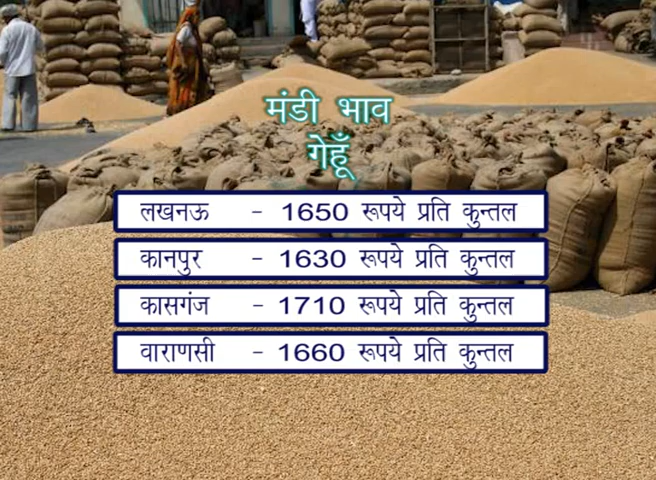 मंडी भाव
गेहूँ
लखनऊ - 1650 रूपये प्रति कुन्तल
कानपुर - 1630 रूपये प्रति कुन्तल
कासगंज - 1710 रूपये प्रति कुन्तल
वाराणसी - 1660 रूपये प्रति कुन्तल